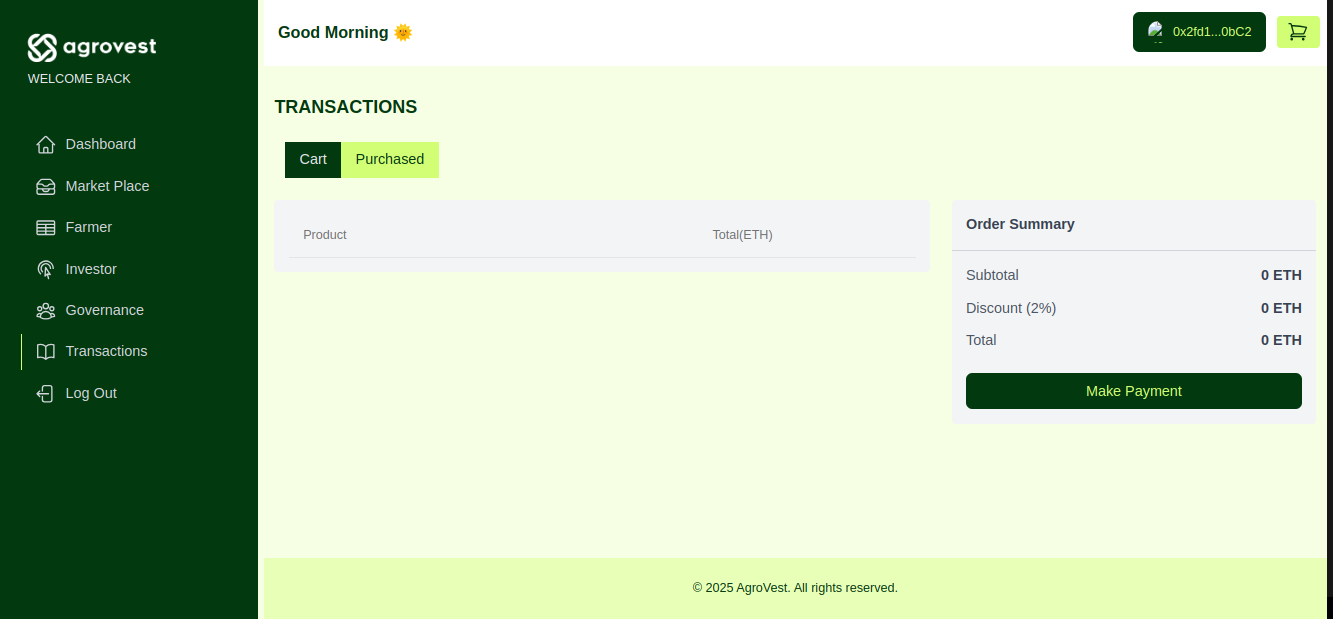 agrovest
WELCOME BACK
Dashboard
Market Place
Farmer
Investor
Governance
Transactions
Log Out
Good Morning 🌞
0x2fd1...0bC2
TRANSACTIONS
Cart
Purchased
Product
Total(ETH)
Order Summary
Subtotal
0 ETH
Discount (2%)
0 ETH
Total
0 ETH
Make Payment
© 2025 AgroVest. All rights reserved.